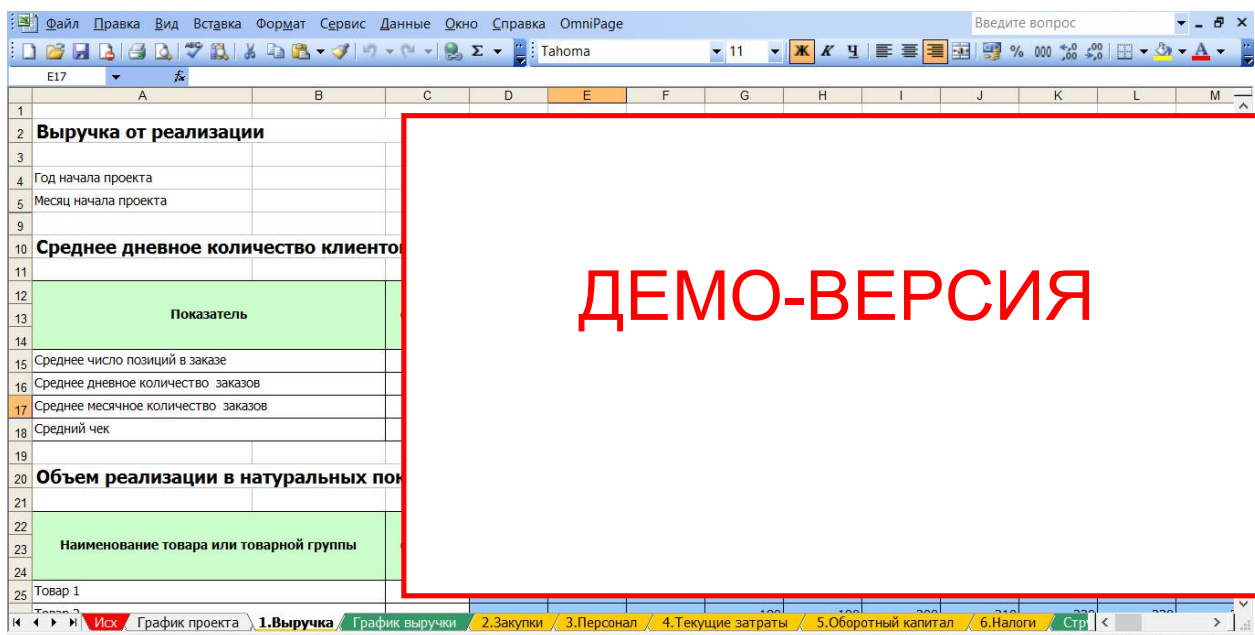 Файл Правка Вид Вставка Формат Сервис Данные Окно Справка OmniPage Введите вопрос
Tahoma 11 Ж К Ч % 000
E17 fx
A B C D E F G H I J K L M
1
2 Выручка от реализации
3
4 Год начала проекта
5 Месяц начала проекта
9
10 Среднее дневное количество клиентов
11
12
13 Показатель
14
15 Среднее число позиций в заказе
16 Среднее дневное количество заказов
17 Среднее месячное количество заказов
18 Средний чек
19
20 Объем реализации в натуральных пок
21
22
23 Наименование товара или товарной группы
24
25 Товар 1
ДЕМО-ВЕРСИЯ
Исх График проекта 1.Выручка График выручки 2.Закупки 3.Персонал 4.Текущие затраты 5.Оборотный капитал 6.Налоги Стр